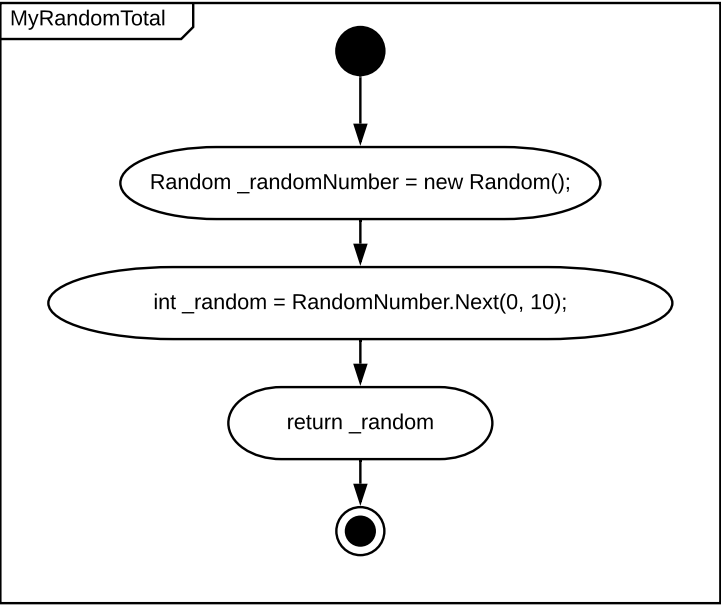 MyRandomTotal
Random _randomNumber = new Random();
int _random = RandomNumber.Next(0, 10);
return _random